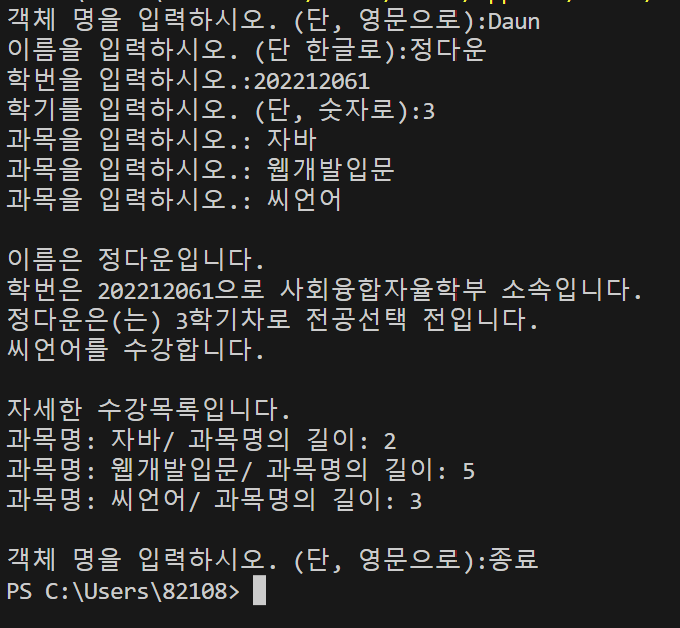 객체 명을 입력하시오. (단, 영문으로):Daun
이름을 입력하시오. (단 한글로):정다운
학번을 입력하시오.:202212061
학기를 입력하시오. (단, 숫자로):3
과목을 입력하시오.: 자바
과목을 입력하시오.: 웹개발입문
과목을 입력하시오.: 씨언어
이름은 정다운입니다.
학번은 202212061으로 사회융합자율학부 소속입니다.
정다운은(는) 3학기차로 전공선택 전입니다.
씨언어를 수강합니다.
자세한 수강목록입니다.
과목명: 자바/ 과목명의 길이: 2
과목명: 웹개발입문/ 과목명의 길이: 5
과목명: 씨언어/ 과목명의 길이: 3
객체 명을 입력하시오. (단, 영문으로):종료
PS C:\Users\82108>